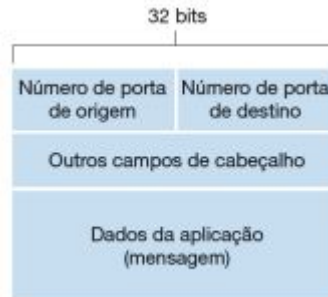 32 bits
Número de porta
de origem
Número de porta
de destino
Outros campos de cabeçalho
Dados da aplicação
(mensagem)